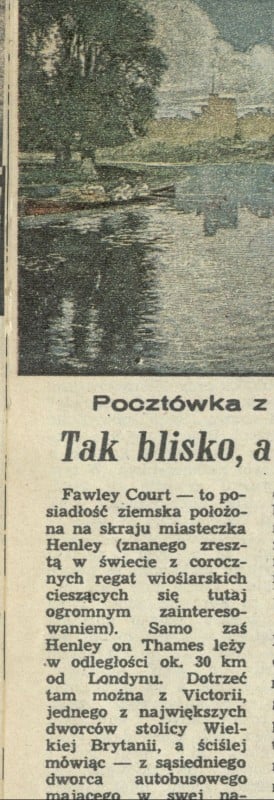 Pocztówka z
Tak blisko, a
Fawley Court — to po-
siadłość ziemska położo-
na na skraju miasteczka
Henley (znanego zresz-
tą w świecie z corocz-
nych regat wioślarskich
cieszących się tutaj
ogromnym zaintereso-
waniem). Samo zaś
Henley on Thames leży
w odległości ok. 30 km
od Londynu. Dotrzeć
tam można z Victorii,
jednego z największych
dworców stolicy Wiel-
kiej Brytanii, a ściślej
mówiąc — z sąsiedniego
dworca autobusowego
mającego w swej na-